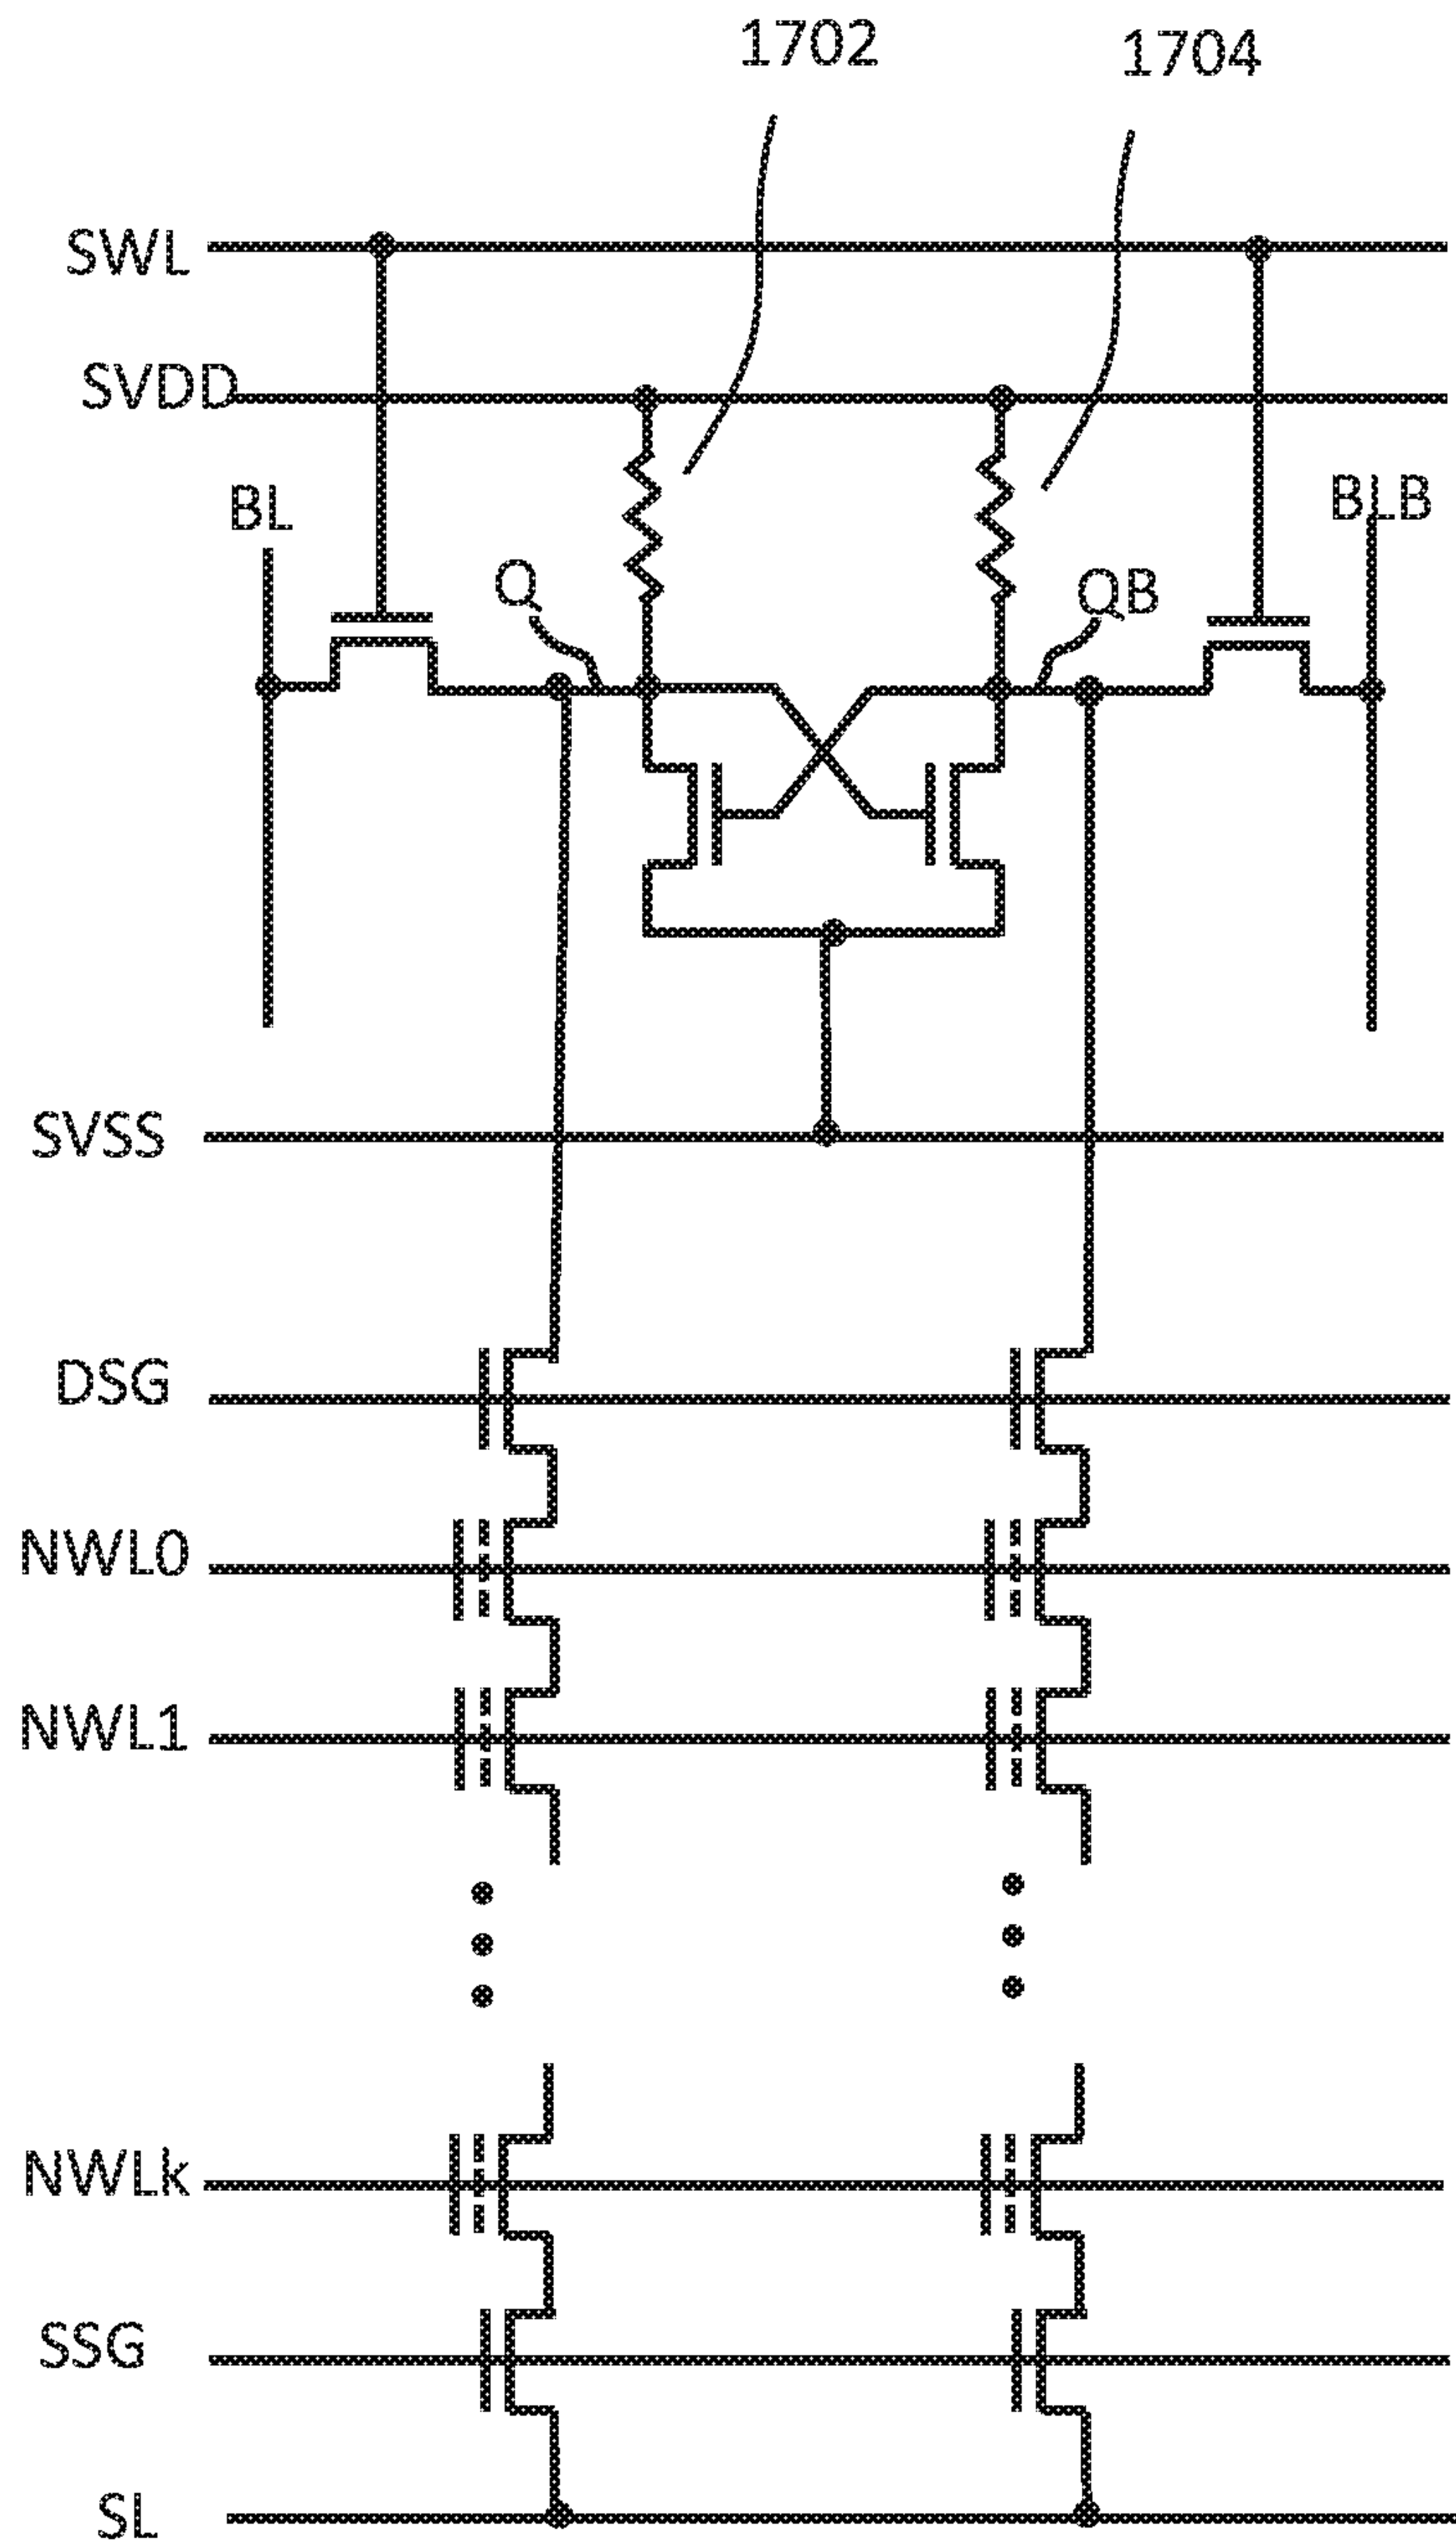 1702
1704
SWL
SVDD
BL
BLB
Q
QB
SVSS
DSG
NWL0
NWL1
NWLk
SSG
SL